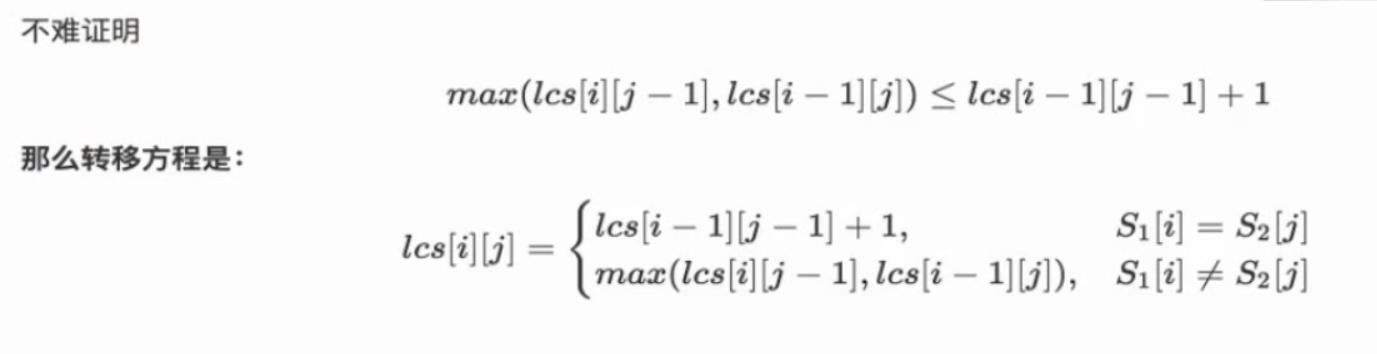 不难证明
max(lcs[i][j − 1], lcs[i − 1][j]) ≤ lcs[i − 1][j − 1] + 1
那么转移方程是：
lcs[i][j] = { lcs[i − 1][j − 1] + 1, S₁[i] = S₂[j]
max(lcs[i][j − 1], lcs[i − 1][j]), S₁[i] ≠ S₂[j]